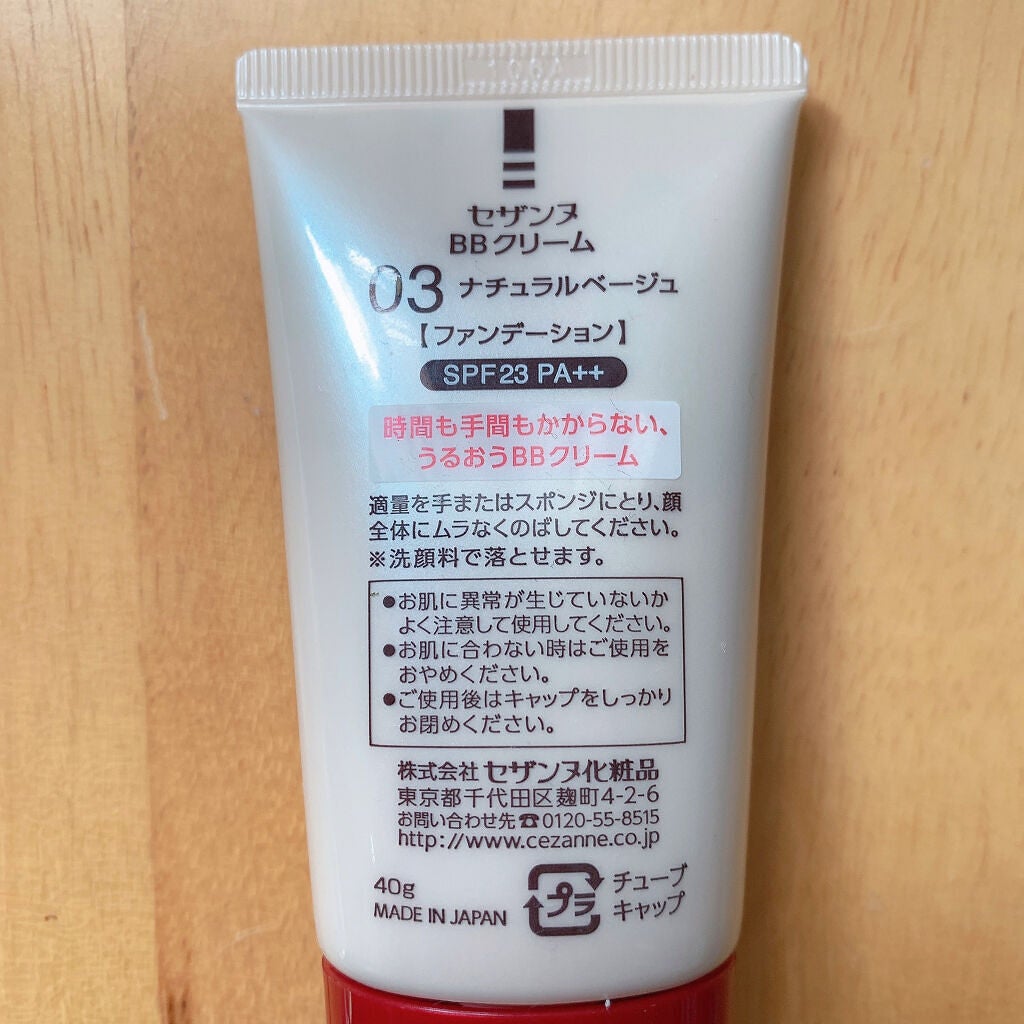 セザンヌ
BBクリーム
03 ナチュラルベージュ
【ファンデーション】
SPF23 PA++
時間も手間もかからない、
うるおうBBクリーム
適量を手またはスポンジにとり、顔
全体にムラなくのばしてください。
※洗顔料で落とせます。
●お肌に異常が生じていないか
よく注意して使用してください。
●お肌に合わない時はご使用を
おやめください。
●ご使用後はキャップをしっかり
お閉めください。
株式会社 セザンヌ化粧品
東京都千代田区麹町4-2-6
お問い合わせ先☎0120-55-8515
http://www.cezanne.co.jp
40g
MADE IN JAPAN
プラ
チューブ
キャップ